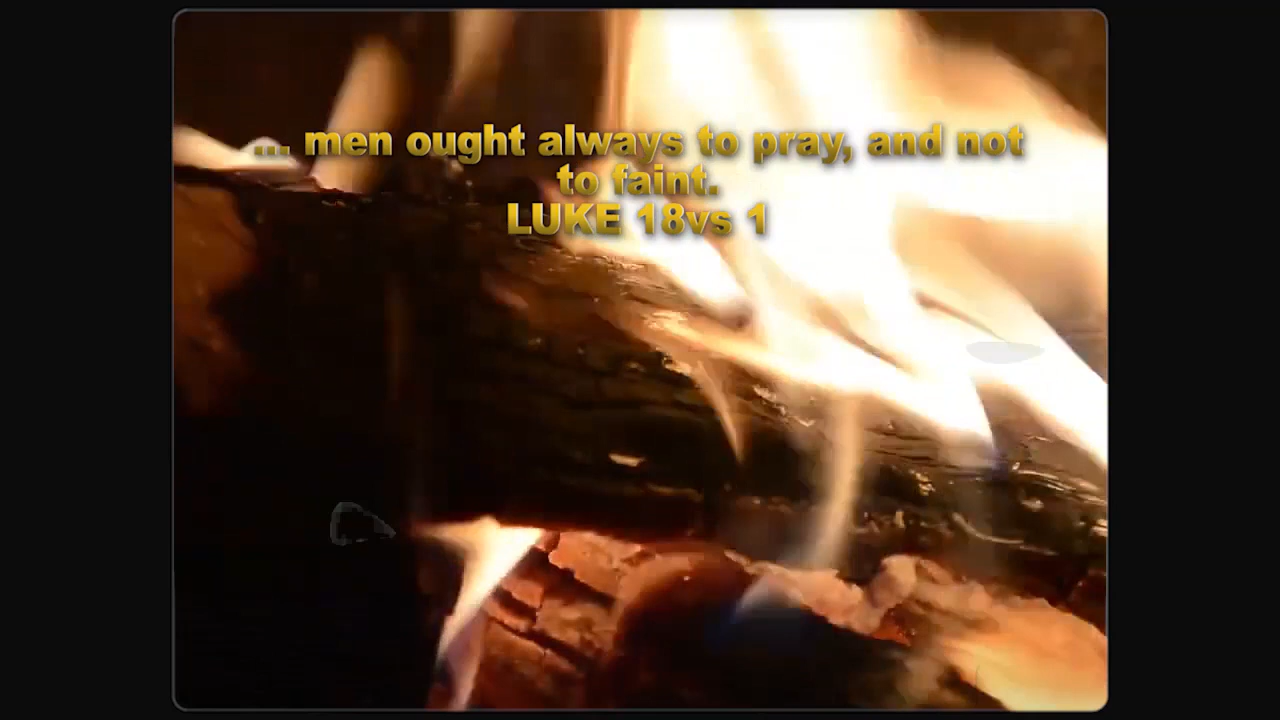 ... men ought always to pray, and not
to faint.
LUKE 18vs 1